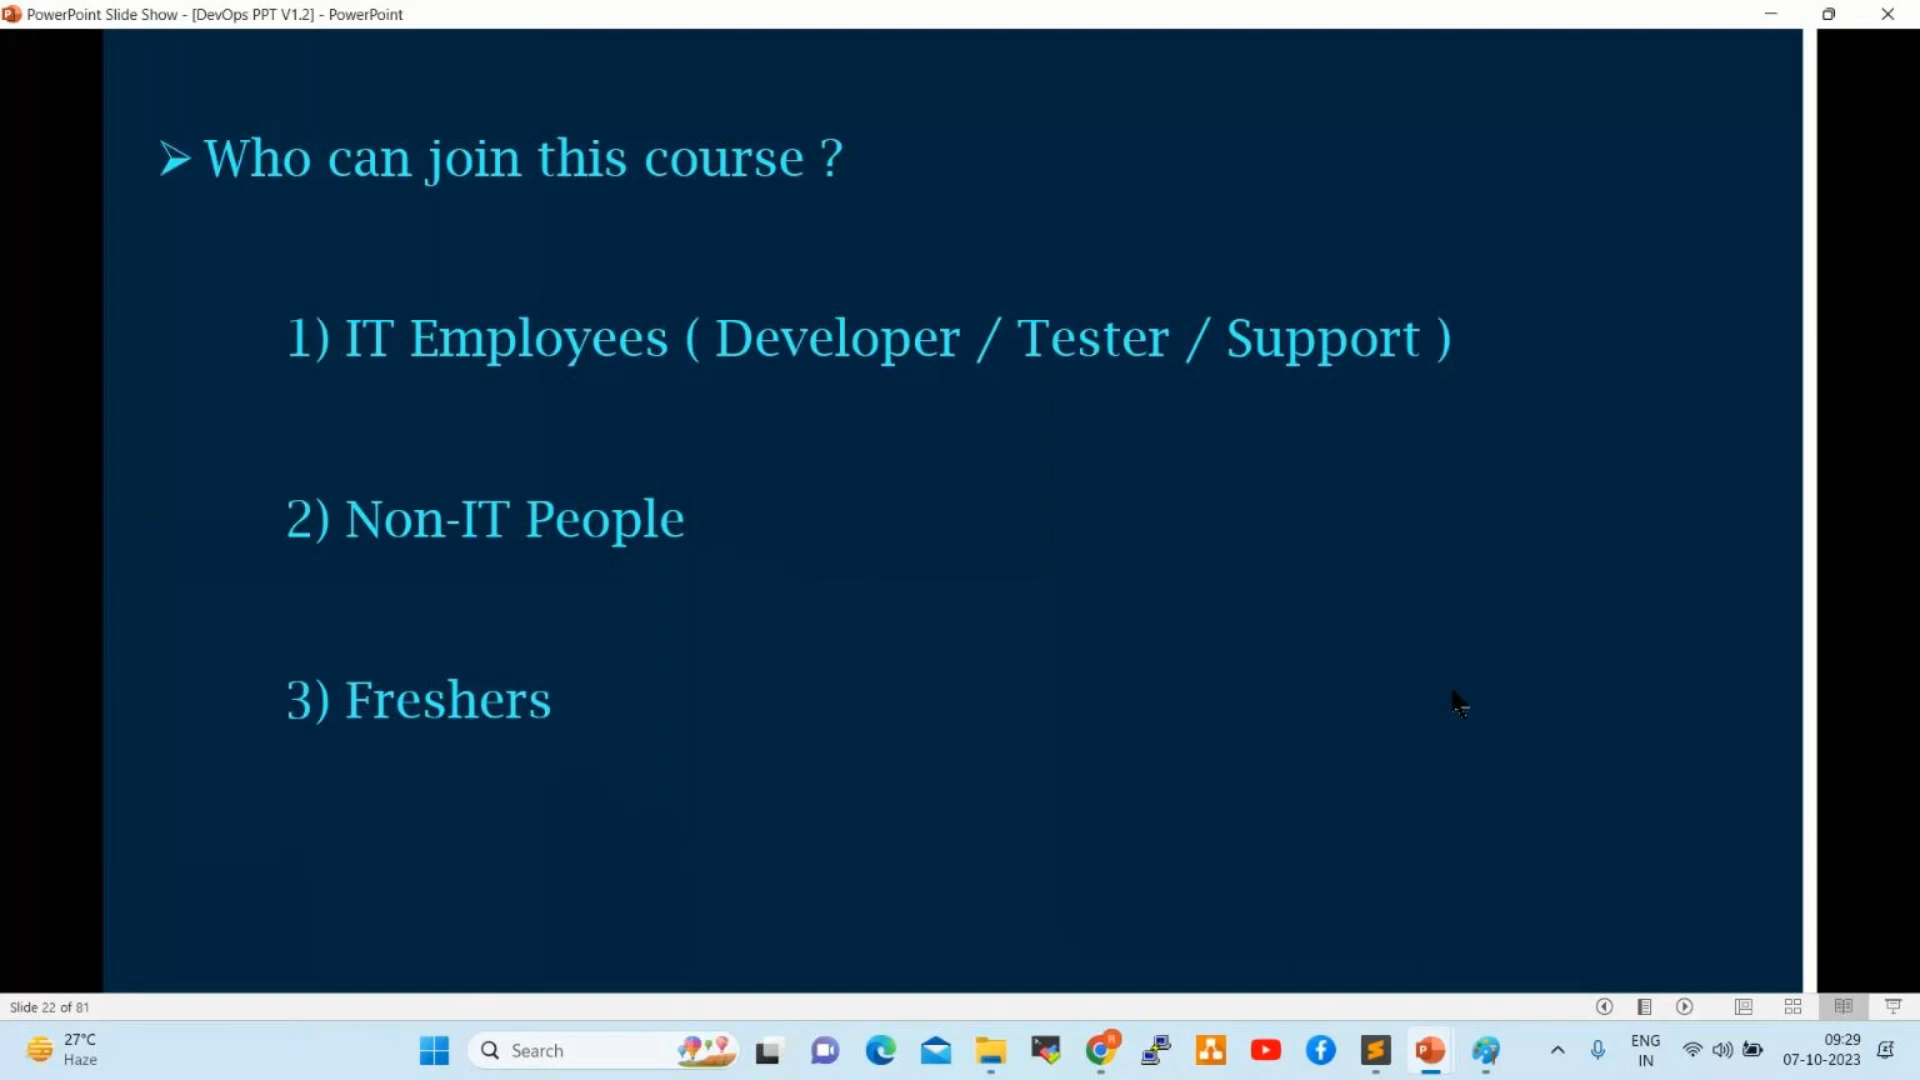 PowerPoint Slide Show - [DevOps PPT V1.2] - PowerPoint
➢ Who can join this course ?
1) IT Employees ( Developer / Tester / Support )
2) Non-IT People
3) Freshers
Slide 22 of 81
27°C
Haze
Search
ENG
IN
09:29
07-10-2023